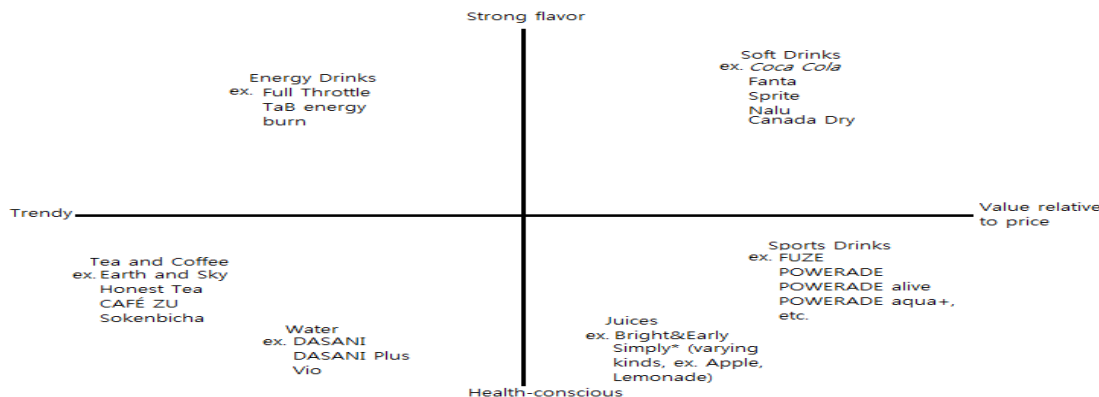 Strong flavor
Energy Drinks
ex. Full Throttle
TaB energy
burn
Soft Drinks
ex. Coca Cola
Fanta
Sprite
Nalu
Canada Dry
Trendy
Value relative
to price
Tea and Coffee
ex. Earth and Sky
Honest Tea
CAFÉ ZU
Sokenbicha
Water
ex. DASANI
DASANI Plus
Vio
Juices
ex. Bright&Early
Simply* (varying
kinds, ex. Apple,
Lemonade)
Sports Drinks
ex. FUZE
POWERADE
POWERADE alive
POWERADE aqua+,
etc.
Health-conscious